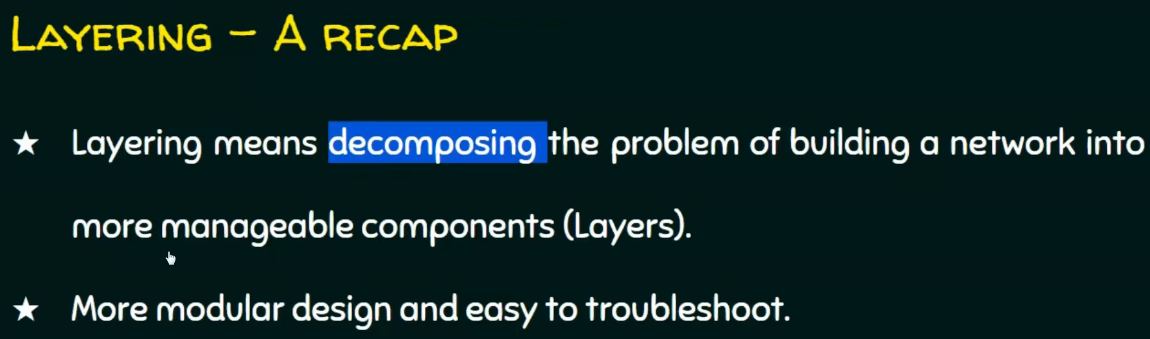 LAYERING – A RECAP
★ Layering means decomposing the problem of building a network into
more manageable components (Layers).
★ More modular design and easy to troubleshoot.